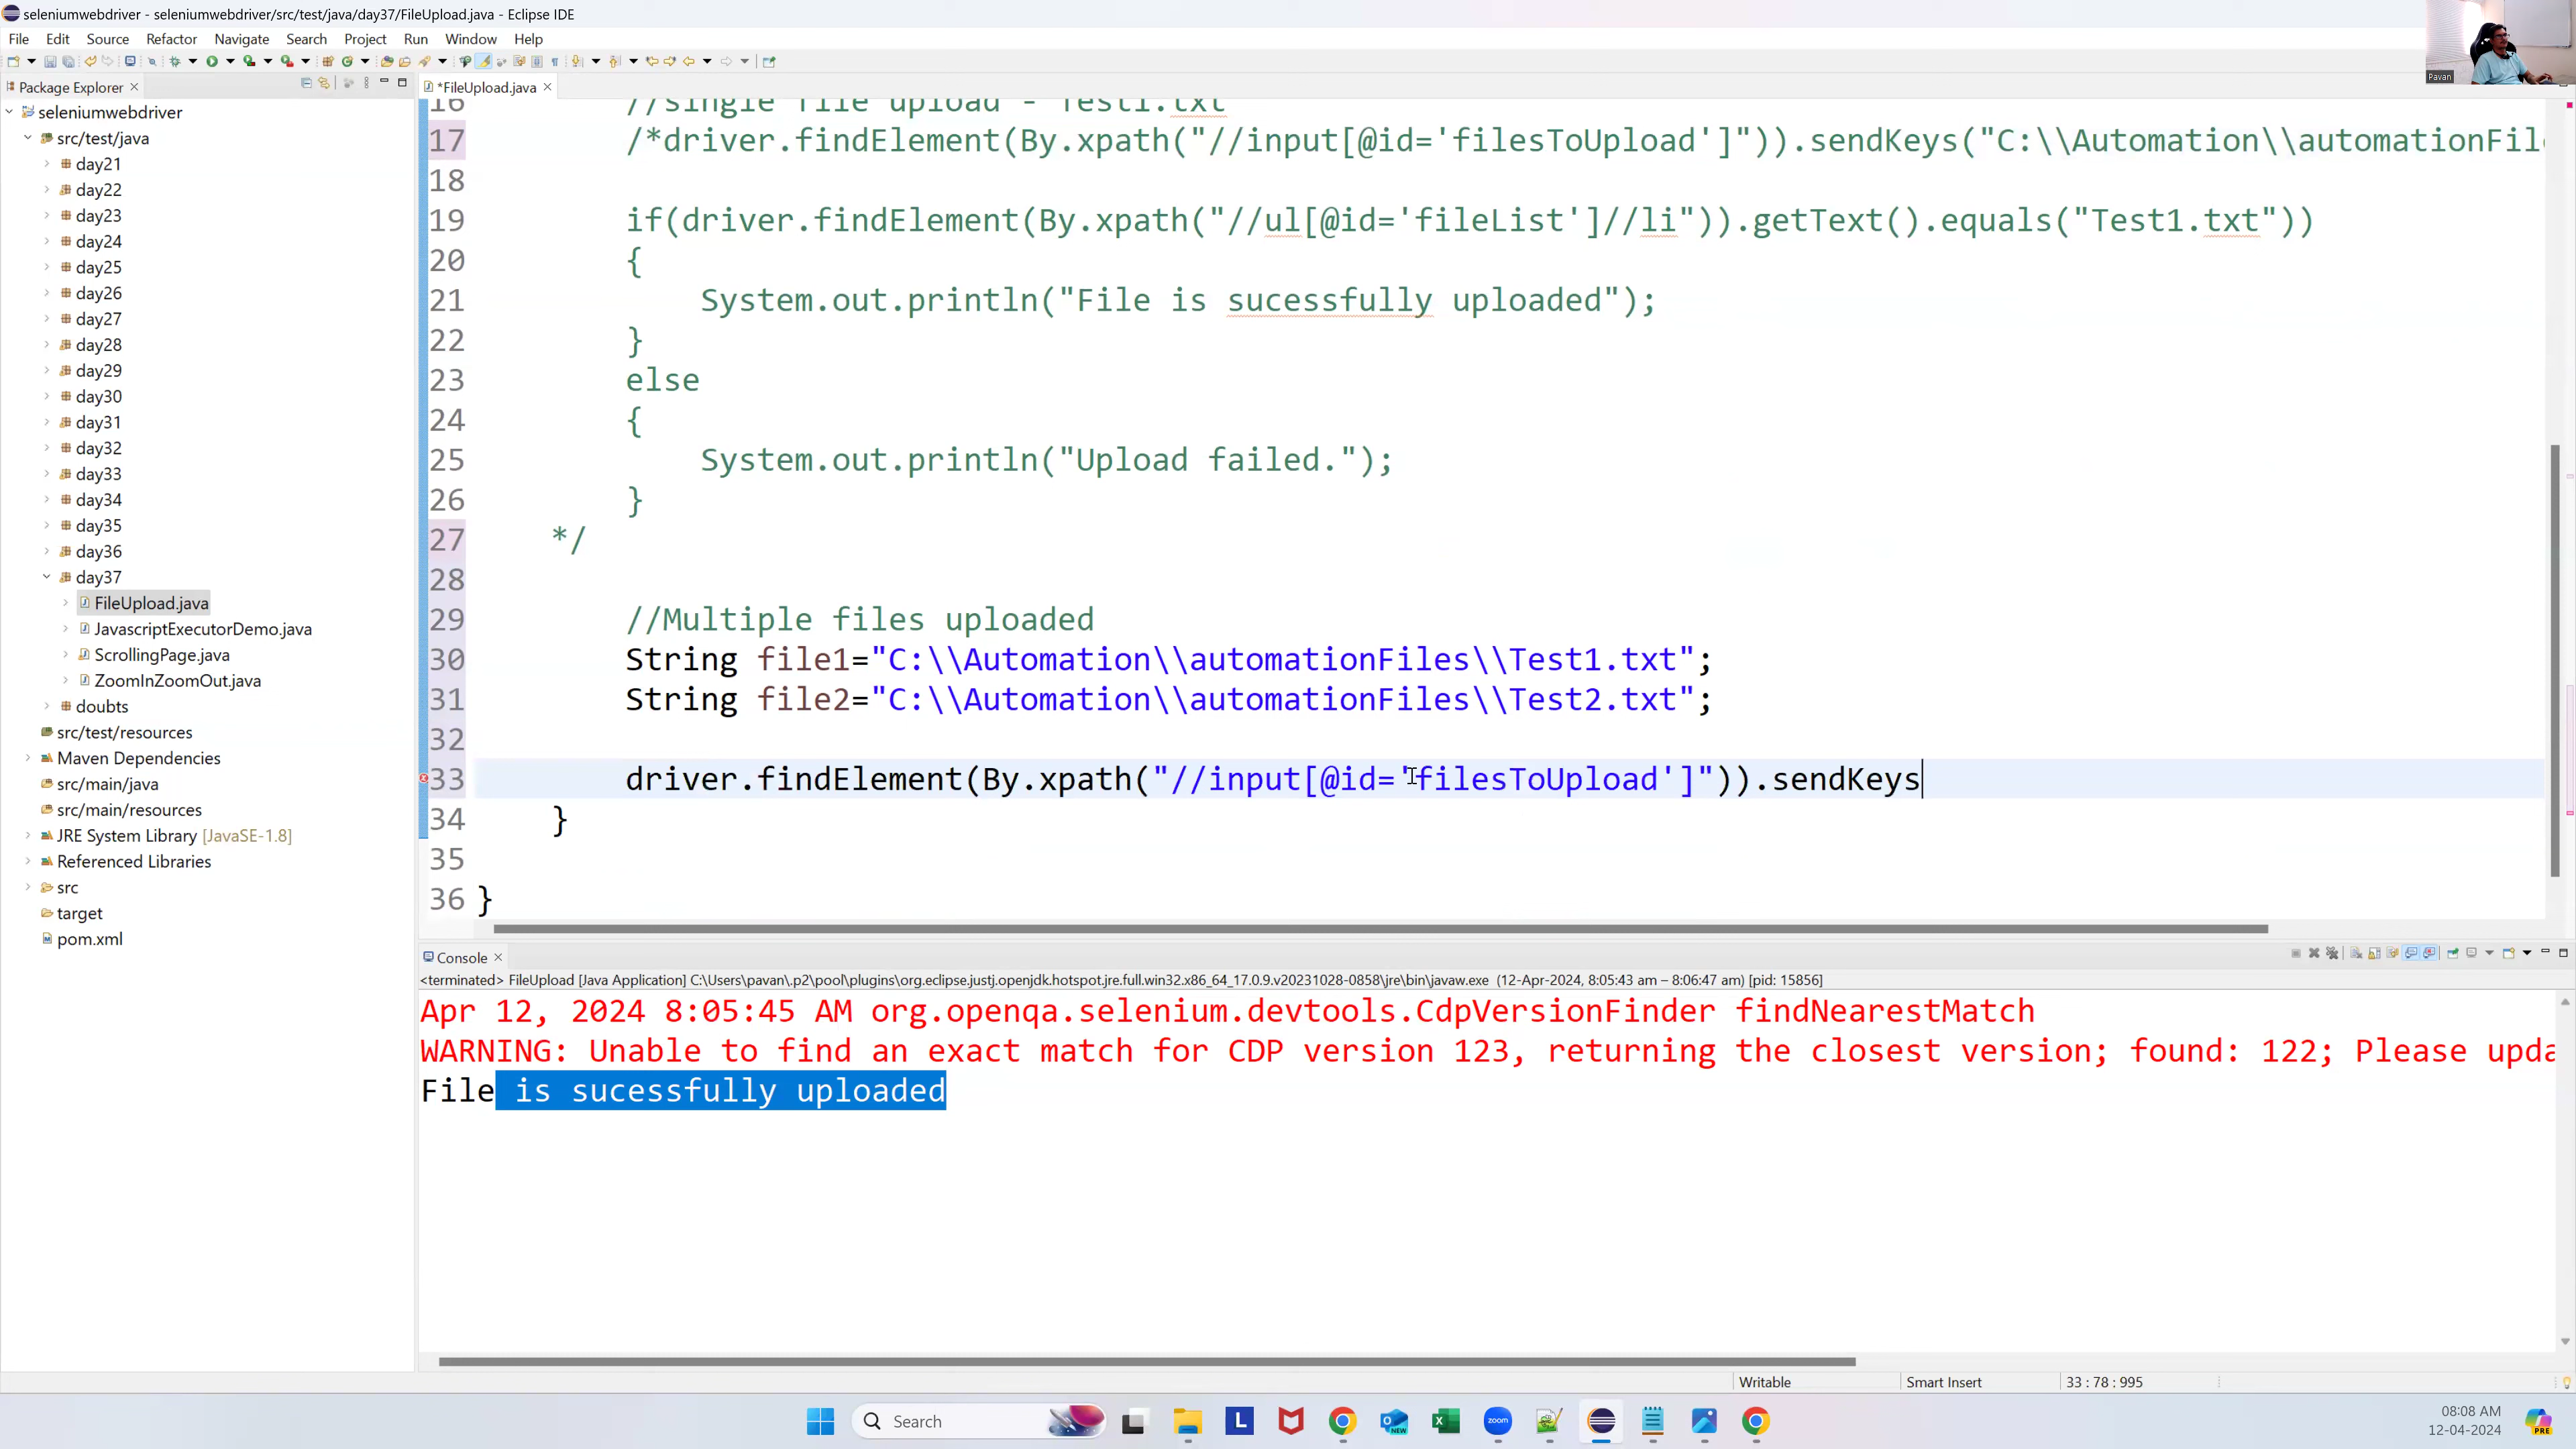 seleniumwebdriver - seleniumwebdriver/src/test/java/day37/FileUpload.java - Eclipse IDE
File Edit Source Refactor Navigate Search Project Run Window Help
Pavan
Package Explorer
*FileUpload.java
seleniumwebdriver
src/test/java
day21
day22
day23
day24
day25
day26
day27
day28
day29
day30
day31
day32
day33
day34
day35
day36
day37
FileUpload.java
JavascriptExecutorDemo.java
ScrollingPage.java
ZoomInZoomOut.java
doubts
src/test/resources
Maven Dependencies
src/main/java
src/main/resources
JRE System Library [JavaSE-1.8]
Referenced Libraries
src
target
pom.xml
16 //single file upload - Test1.txt
17 /*driver.findElement(By.xpath("//input[@id='filesToUpload']")).sendKeys("C:\\Automation\\automationFil
18
19 if(driver.findElement(By.xpath("//ul[@id='fileList']//li")).getText().equals("Test1.txt"))
20 {
21 System.out.println("File is sucessfully uploaded");
22 }
23 else
24 {
25 System.out.println("Upload failed.");
26 }
27 */
28
29 //Multiple files uploaded
30 String file1="C:\\Automation\\automationFiles\\Test1.txt";
31 String file2="C:\\Automation\\automationFiles\\Test2.txt";
32
33 driver.findElement(By.xpath("//input[@id='filesToUpload']")).sendKeys
34 }
35
36 }
Console
<terminated> FileUpload [Java Application] C:\Users\pavan\.p2\pool\plugins\org.eclipse.justj.openjdk.hotspot.jre.full.win32.x86_64_17.0.9.v20231028-0858\jre\bin\javaw.exe (12-Apr-2024, 8:05:43 am – 8:06:47 am) [pid: 15856]
Apr 12, 2024 8:05:45 AM org.openqa.selenium.devtools.CdpVersionFinder findNearestMatch
WARNING: Unable to find an exact match for CDP version 123, returning the closest version; found: 122; Please upda
File is sucessfully uploaded
Writable Smart Insert 33 : 78 : 995
Search
L
NEW
zoom
PRE
08:08 AM
12-04-2024